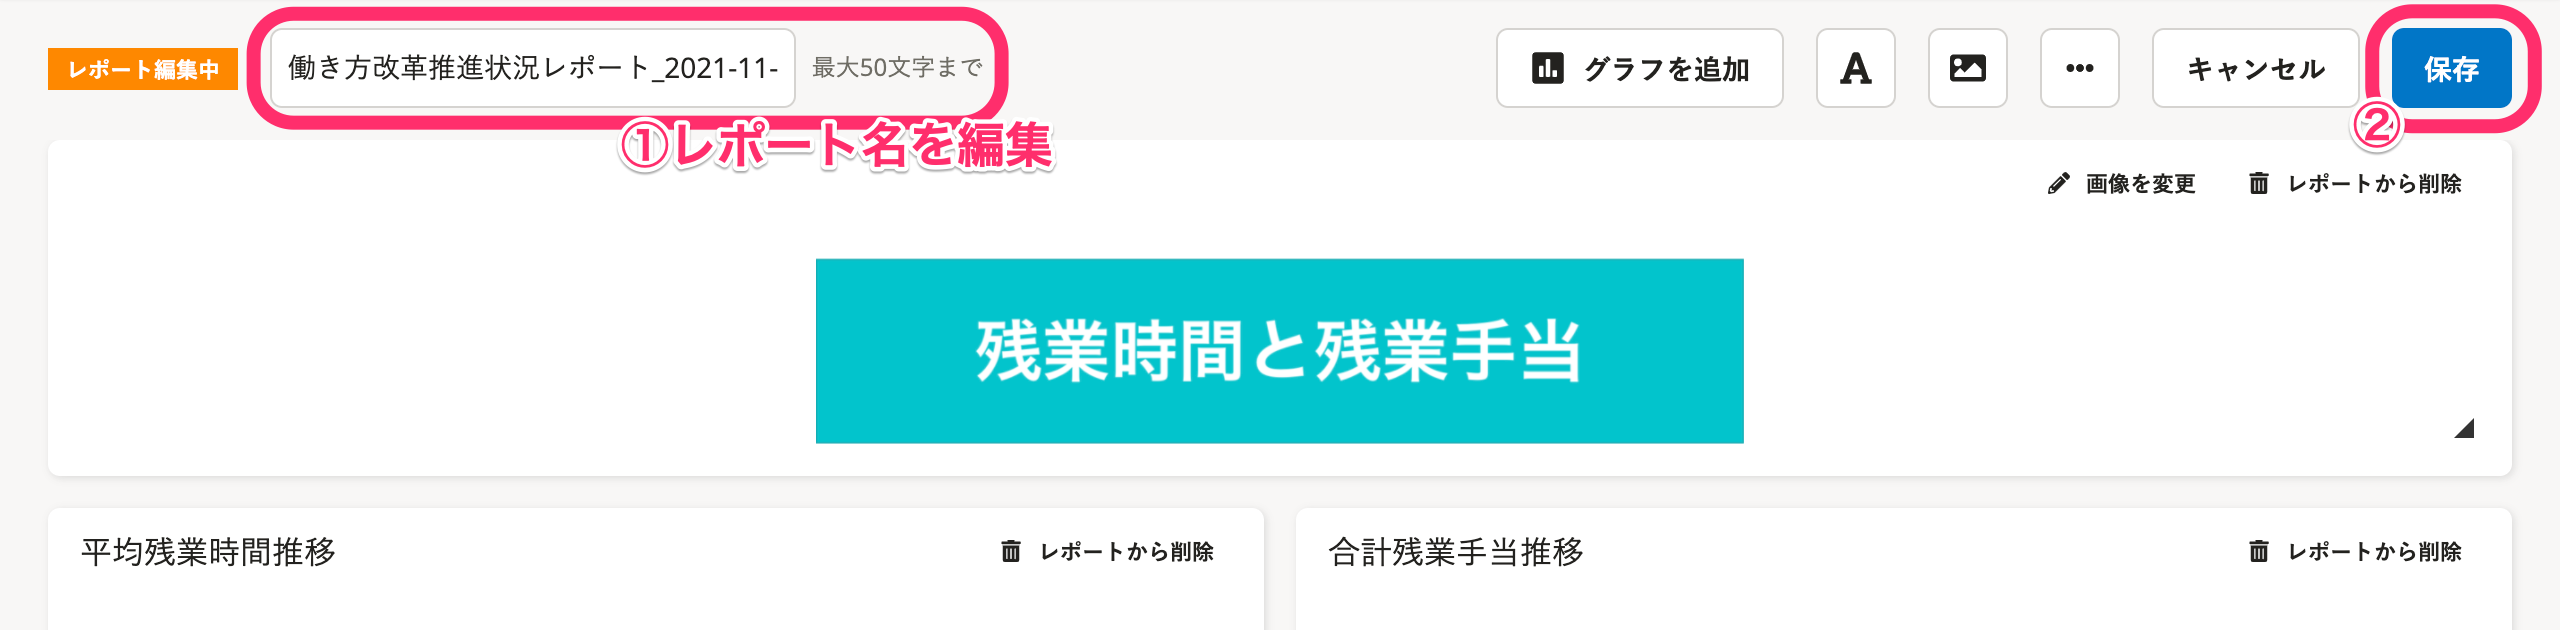 レポート編集中
働き方改革推進状況レポート_2021-11-
最大50文字まで
グラフを追加
A
キャンセル
保存
①レポート名を編集
②
画像を変更
レポートから削除
残業時間と残業手当
平均残業時間推移
レポートから削除
合計残業手当推移
レポートから削除